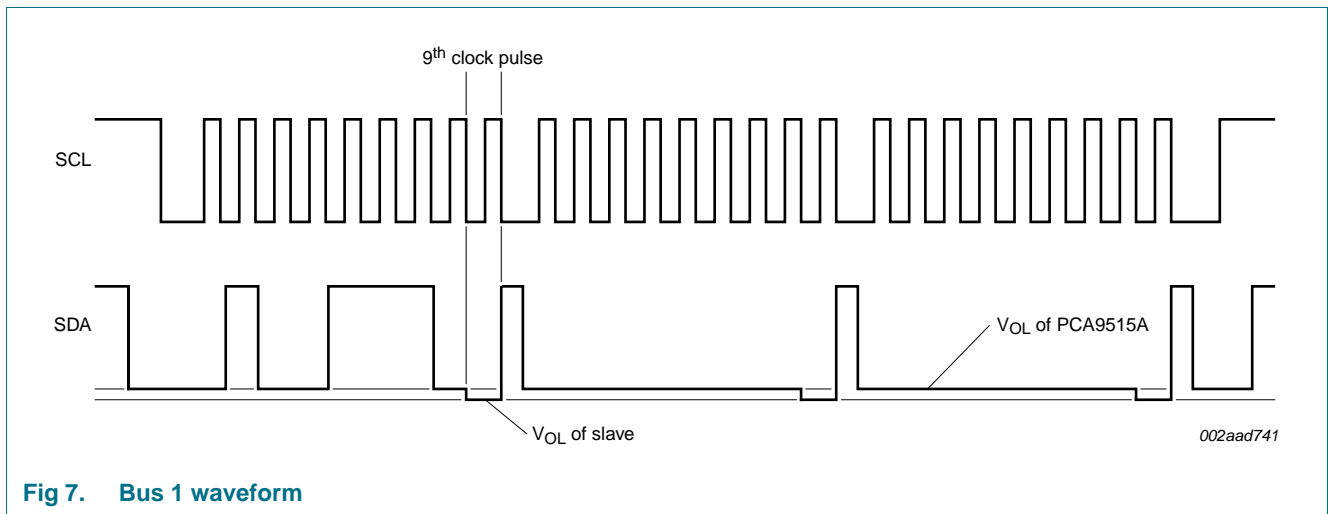 9th clock pulse
SCL
SDA
VOL of PCA9515A
VOL of slave
002aad741
Fig 7. Bus 1 waveform